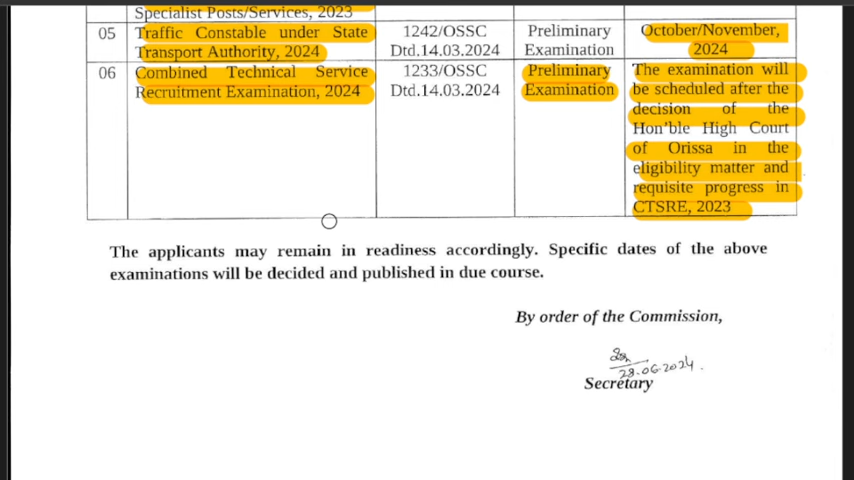 Specialist Posts/Services, 2023
05 Traffic Constable under State Transport Authority, 2024 1242/OSSC Dtd.14.03.2024 Preliminary Examination October/November, 2024
06 Combined Technical Service Recruitment Examination, 2024 1233/OSSC Dtd.14.03.2024 Preliminary Examination The examination will be scheduled after the decision of the Hon'ble High Court of Orissa in the eligibility matter and requisite progress in CTSRE, 2023
The applicants may remain in readiness accordingly. Specific dates of the above
examinations will be decided and published in due course.
By order of the Commission,
28.06.2024.
Secretary